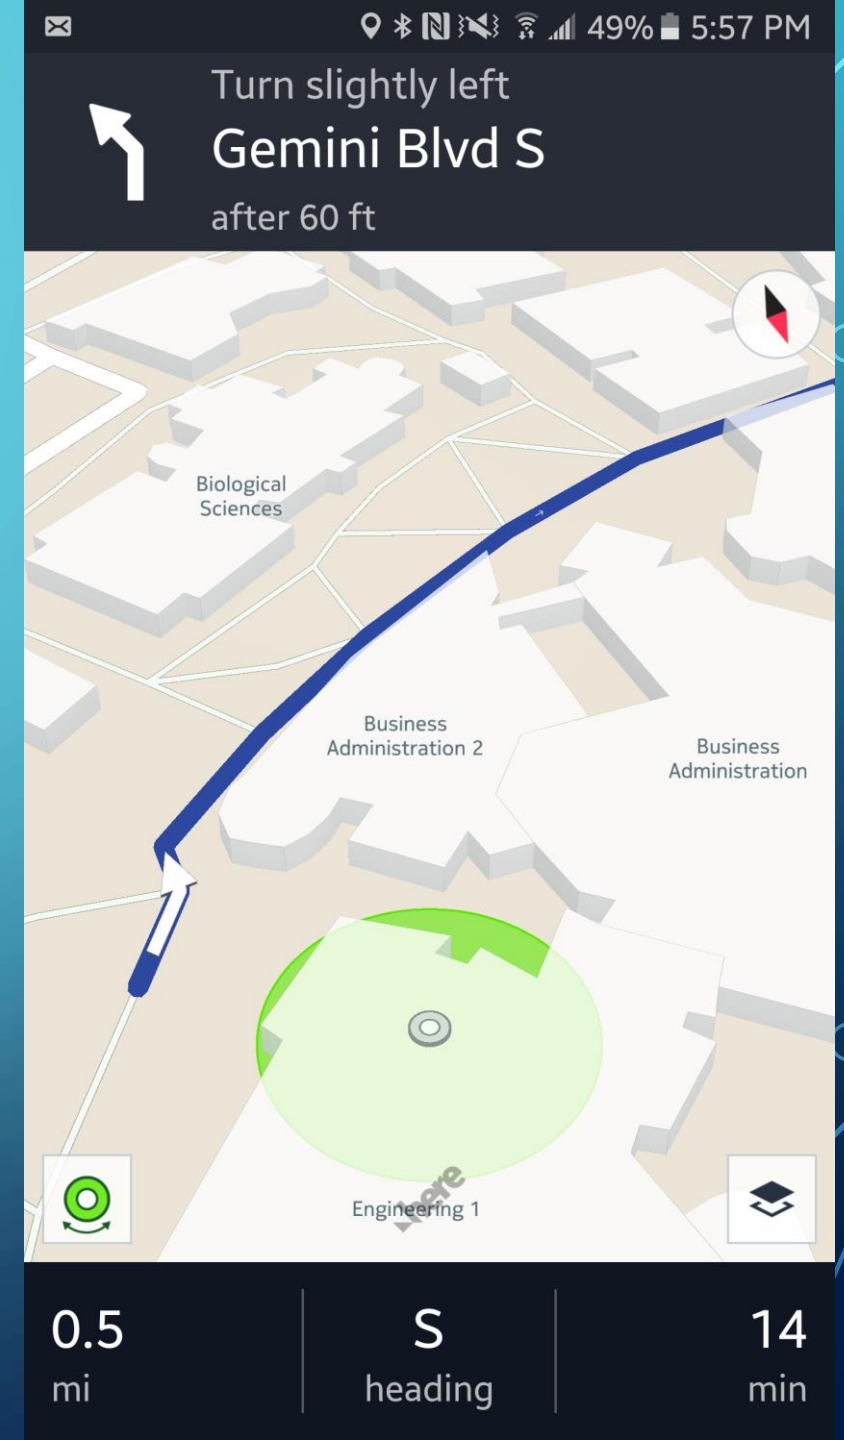 49% 5:57 PM
Turn slightly left
Gemini Blvd S
after 60 ft
Biological
Sciences
Business
Administration 2
Business
Administration
here
Engineering 1
0.5
mi
S
heading
14
min